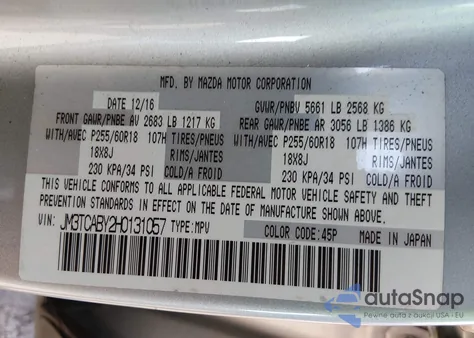 MFD. BY MAZDA MOTOR CORPORATION
DATE 12/16
GVWR/PNBV 5661 LB 2568 KG
FRONT GAWR/PNBE AV 2683 LB 1217 KG
REAR GAWR/PNBE AR 3056 LB 1386 KG
WITH/AVEC P255/60R18 107H TIRES/PNEUS
WITH/AVEC P255/60R18 107H TIRES/PNEUS
18X8J RIMS/JANTES
18X8J RIMS/JANTES
230 KPA/34 PSI COLD/A FROID
230 KPA/34 PSI COLD/A FROID
THIS VEHICLE CONFORMS TO ALL APPLICABLE FEDERAL MOTOR VEHICLE SAFETY AND THEFT
PREVENTION STANDARDS IN EFFECT ON THE DATE OF MANUFACTURE SHOWN ABOVE.
VIN: JM3TCABY2H0131057 TYPE: MPV
COLOR CODE: 45P MADE IN JAPAN
autoSnap
Pewne auta z aukcji USA i EU